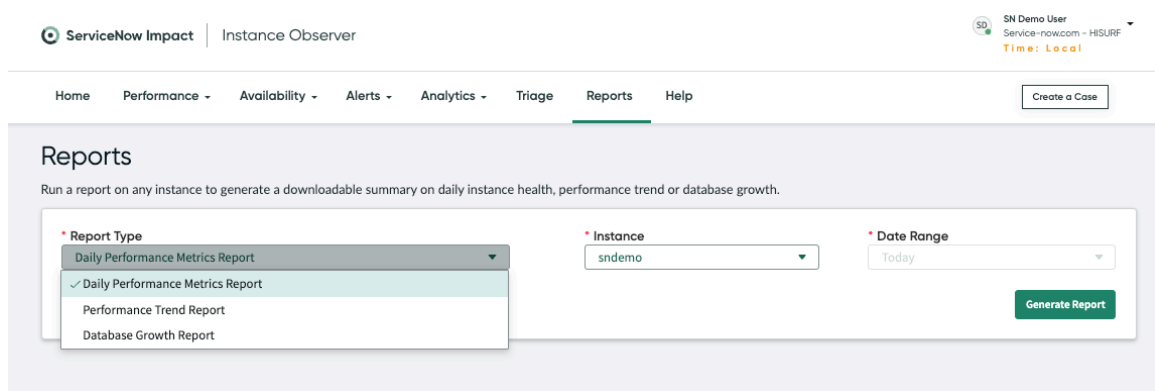 ServiceNow Impact | Instance Observer
SD
SN Demo User
Service-now.com - HISURF
Time: Local
Home Performance Availability Alerts Analytics Triage Reports Help
Create a Case
Reports
Run a report on any instance to generate a downloadable summary on daily instance health, performance trend or database growth.
* Report Type
Daily Performance Metrics Report
✓ Daily Performance Metrics Report
Performance Trend Report
Database Growth Report
* Instance
sndemo
* Date Range
Today
Generate Report